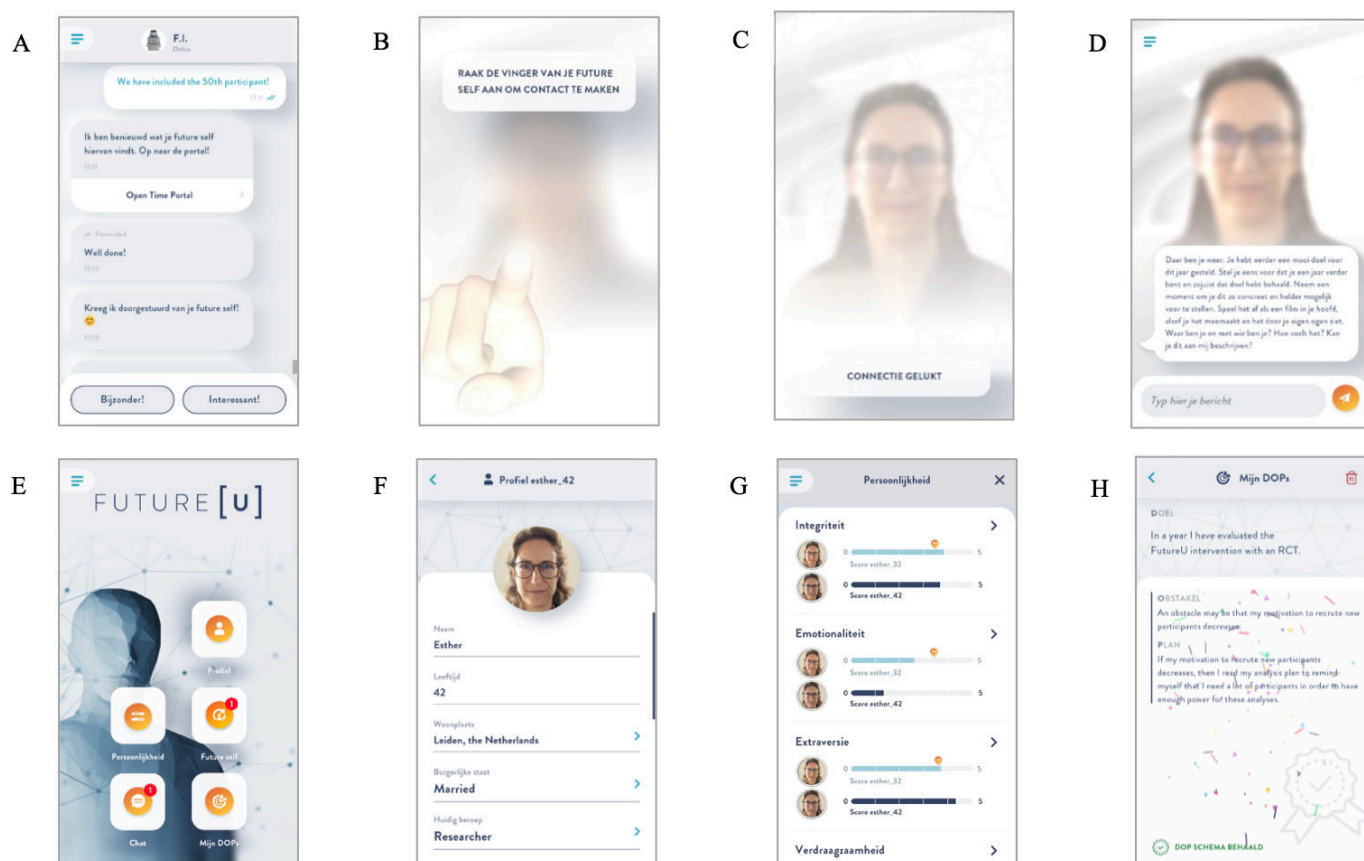 A
F.I.
Online
We have included the 50th participant!
13:11
Ik ben benieuwd wat je future self
hiervan vindt. Op naar de portal!
13:11
Open Time Portal
Forwarded
Well done!
13:12
Kreeg ik doorgestuurd van je future self!
13:13
Bijzonder!
Interessant!
B
RAAK DE VINGER VAN JE FUTURE
SELF AAN OM CONTACT TE MAKEN
C
CONNECTIE GELUKT
D
Daar ben je weer. Je hebt eerder een mooi doel voor
dit jaar gesteld. Stel je eens voor dat je een jaar verder
bent en zojuist dat doel hebt behaald. Neem een
moment om je dit zo concreet en helder mogelijk
voor te stellen. Speel het af als een film in je hoofd,
alsof je het meemaakt en het door je eigen ogen ziet.
Waar ben je en met wie ben je? Hoe voelt het? Kan
je dit aan mij beschrijven?
Typ hier je bericht
E
FUTURE [U]
Profiel
1
Persoonlijkheid
Future self
1
Chat
Mijn DOPs
F
Profiel esther_42
Naam
Esther
Leeftijd
42
Woonplaats
Leiden, the Netherlands
Burgerlijke staat
Married
Huidig beroep
Researcher
G
Persoonlijkheid
Integriteit
0 5
Score esther_32
0 5
Score esther_42
Emotionaliteit
0 5
Score esther_32
0 5
Score esther_42
Extraversie
0 5
Score esther_32
0 5
Score esther_42
Verdraagzaamheid
H
Mijn DOPs
DOEL
In a year I have evaluated the
FutureU intervention with an RCT.
OBSTAKEL
An obstacle may be that my motivation to recrute new
participants decreases.
PLAN
If my motivation to recrute new participants
decreases, then I read my analysis plan to remind
myself that I need a lot of participants in order to have
enough power for these analyses.
DOP SCHEMA BEHAALD